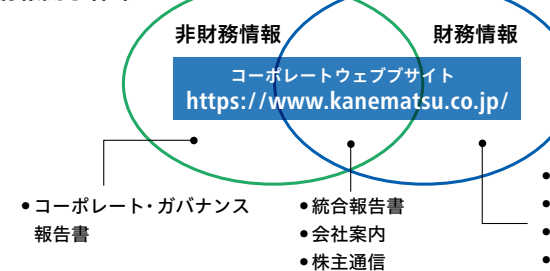 非財務情報
財務情報
コーポレートウェブブサイト
https://www.kanematsu.co.jp/
•コーポレート・ガバナンス
報告書
•統合報告書
•会社案内
•株主通信